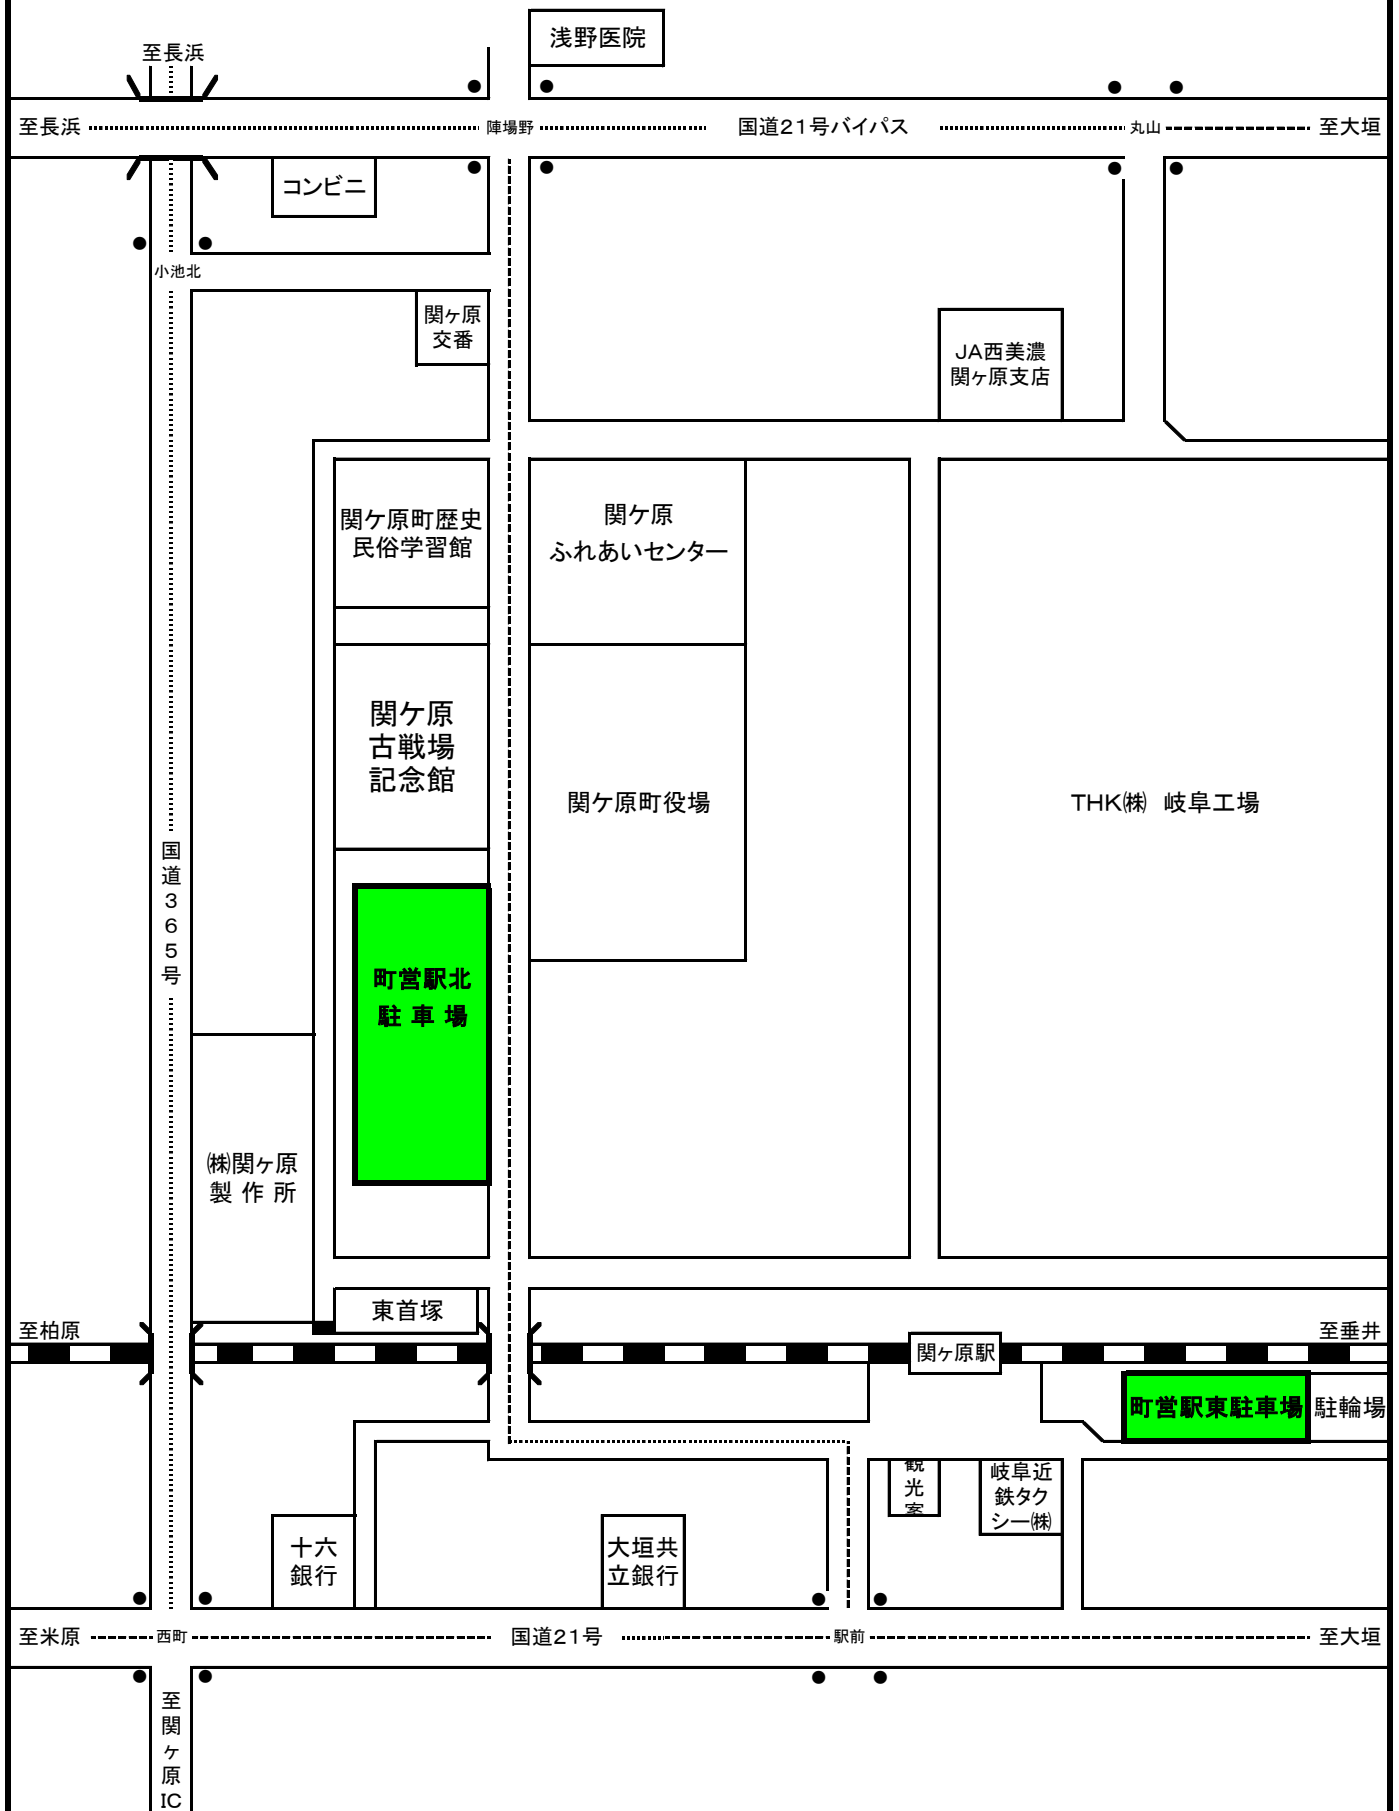 浅野医院
至長浜
至長浜
陣場野
国道21号バイパス
丸山
至大垣
コンビニ
小池北
関ヶ原
交番
JA西美濃
関ヶ原支店
関ケ原町歴史
民俗学習館
関ケ原
ふれあいセンター
関ケ原
古戦場
記念館
関ケ原町役場
THK㈱ 岐阜工場
国道365号
町営駅北
駐車場
㈱関ヶ原
製作所
東首塚
至柏原
至垂井
関ヶ原駅
町営駅東駐車場
駐輪場
観光案
岐阜近
鉄タク
シー㈱
十六
銀行
大垣共
立銀行
至米原
西町
国道21号
駅前
至大垣
至関ヶ原IC